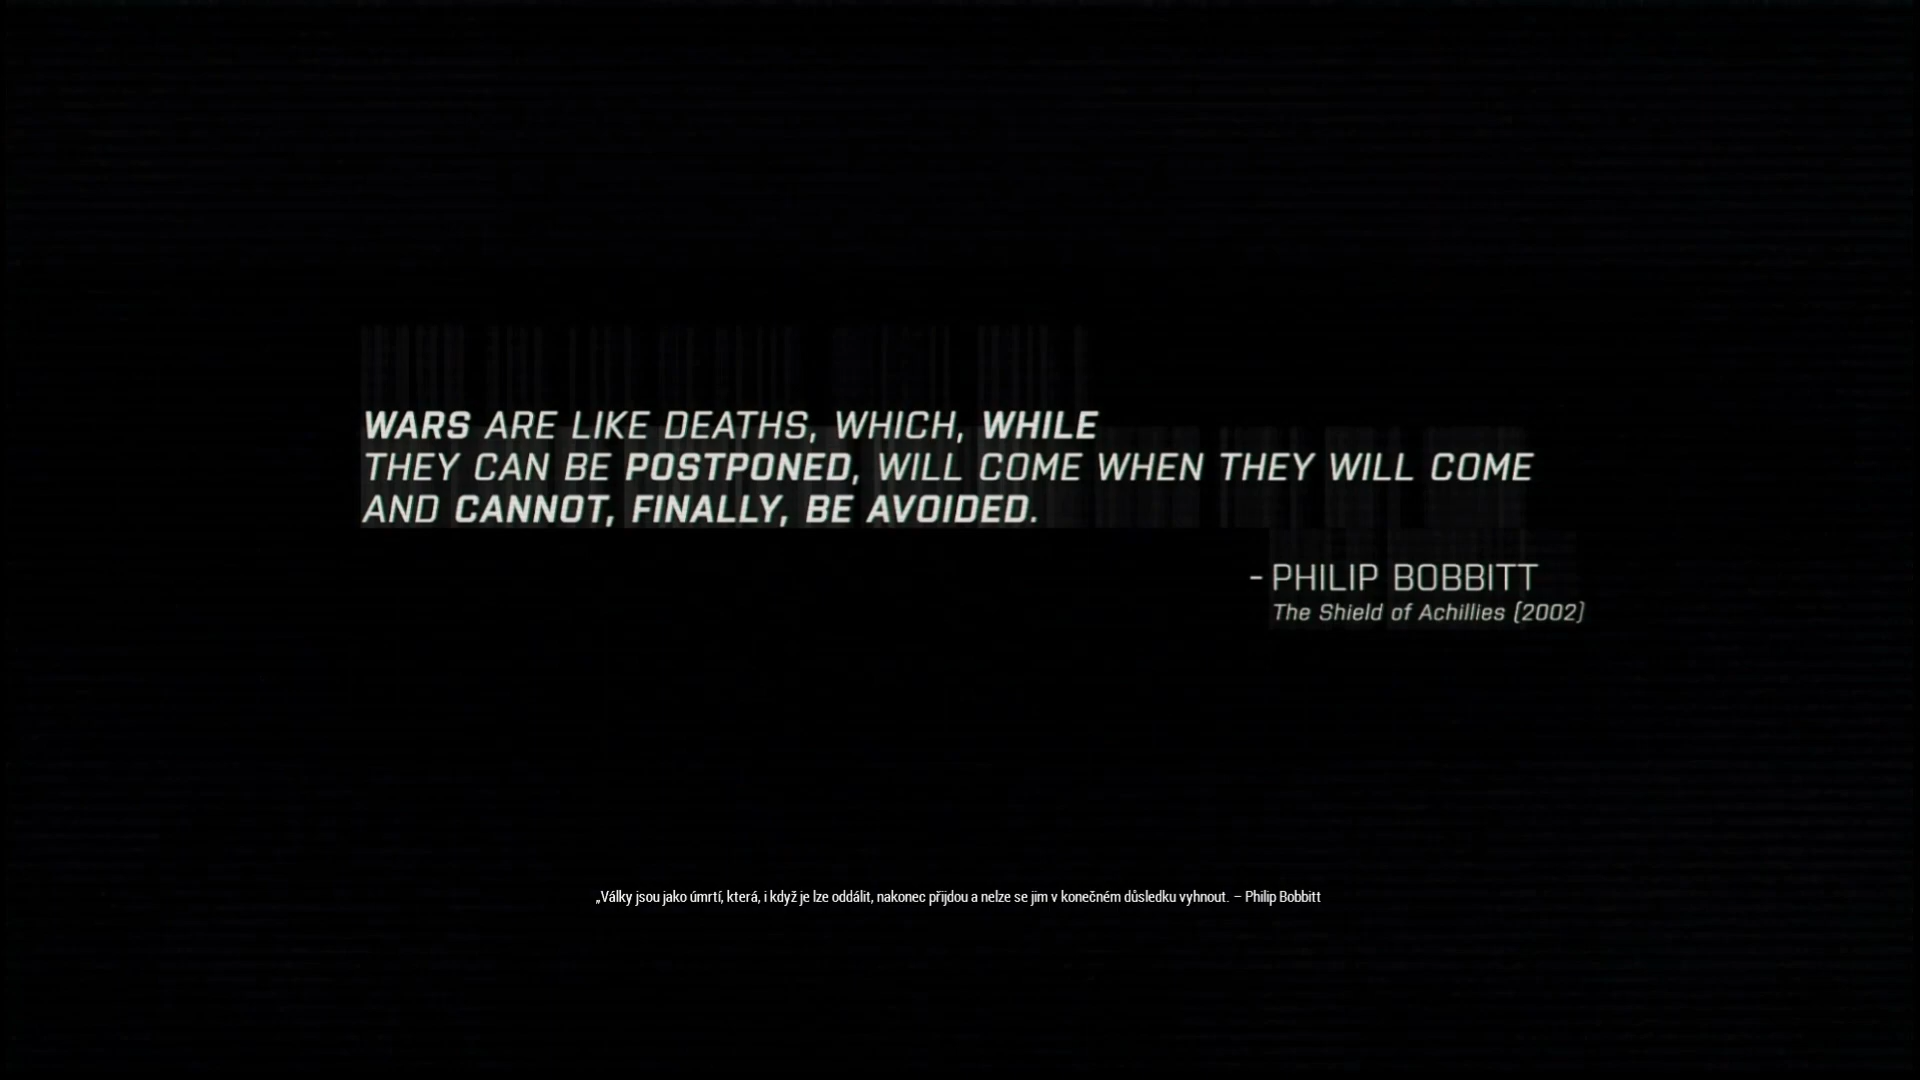 WARS ARE LIKE DEATHS, WHICH, WHILE
THEY CAN BE POSTPONED, WILL COME WHEN THEY WILL COME
AND CANNOT, FINALLY, BE AVOIDED.
- PHILIP BOBBITT
The Shield of Achillies (2002)
„Války jsou jako úmrtí, která, i když je lze oddálit, nakonec přijdou a nelze se jim v konečném důsledku vyhnout. – Philip Bobbitt